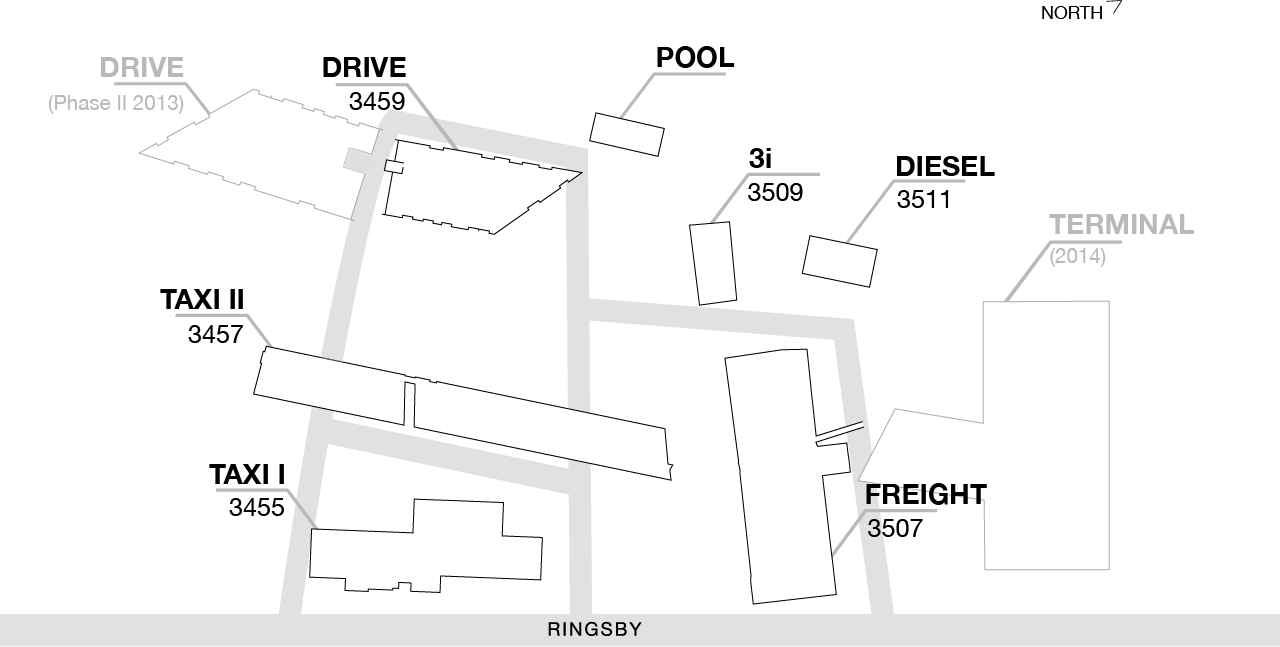 NORTH
DRIVE
(Phase II 2013)
DRIVE
3459
POOL
3i
3509
DIESEL
3511
TERMINAL
(2014)
TAXI II
3457
TAXI I
3455
FREIGHT
3507
RINGSBY